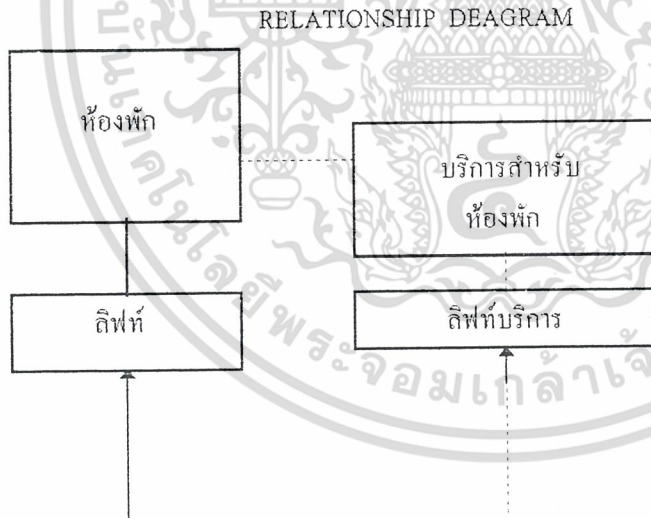 RELATIONSHIP DEAGRAM
ห้องพัก
บริการสำหรับ
ห้องพัก
ลิฟท์
ลิฟท์บริการ